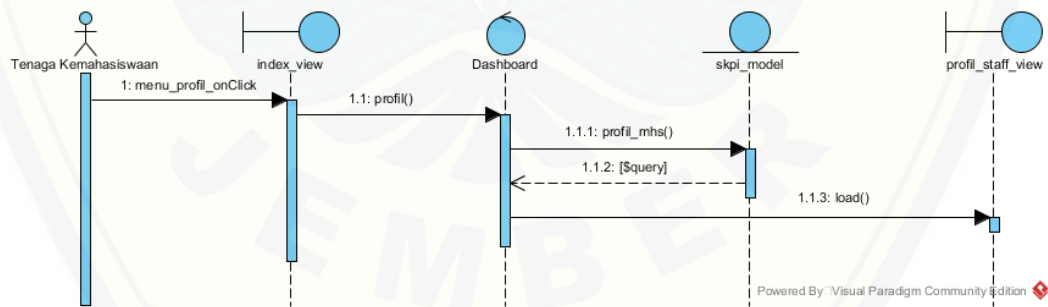 Tenaga Kemahasiswaan
index_view
Dashboard
skpi_model
profil_staff_view
1: menu_profil_onClick
1.1: profil()
1.1.1: profil_mhs()
1.1.2: [$query]
1.1.3: load()
JEMBER
Powered By Visual Paradigm Community Edition